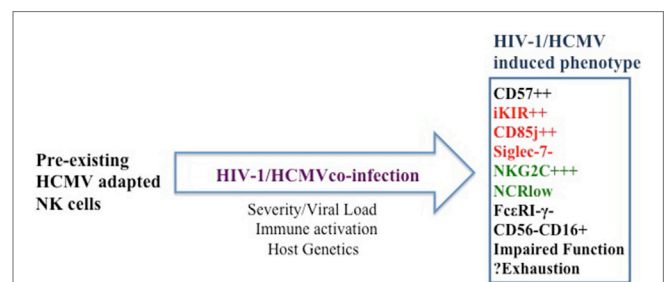 HIV-1/HCMV
induced phenotype
CD57++
iKIR++
CD85j++
Siglec-7-
NKG2C+++
NCRlow
FcεRI-γ-
CD56-CD16+
Impaired Function
?Exhaustion
Pre-existing
HCMV adapted
NK cells
HIV-1/HCMVco-infection
Severity/Viral Load
Immune activation
Host Genetics